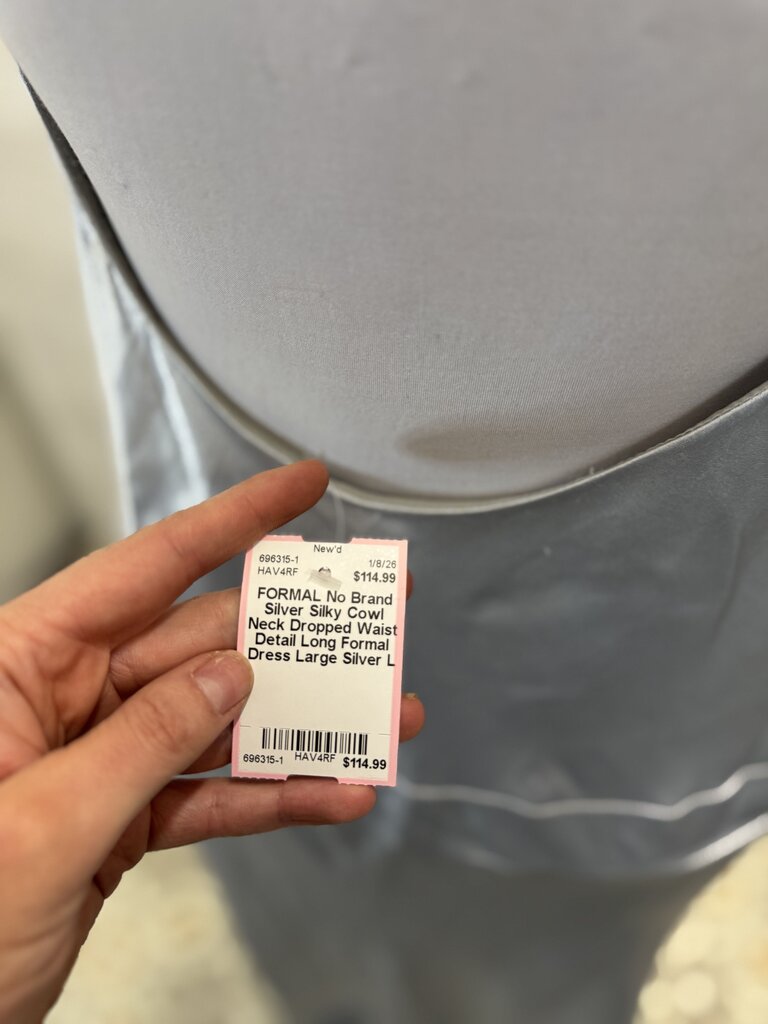 New'd
696315-1 1/8/26
HAV4RF $114.99
FORMAL No Brand
Silver Silky Cowl
Neck Dropped Waist
Detail Long Formal
Dress Large Silver L
696315-1 HAV4RF $114.99